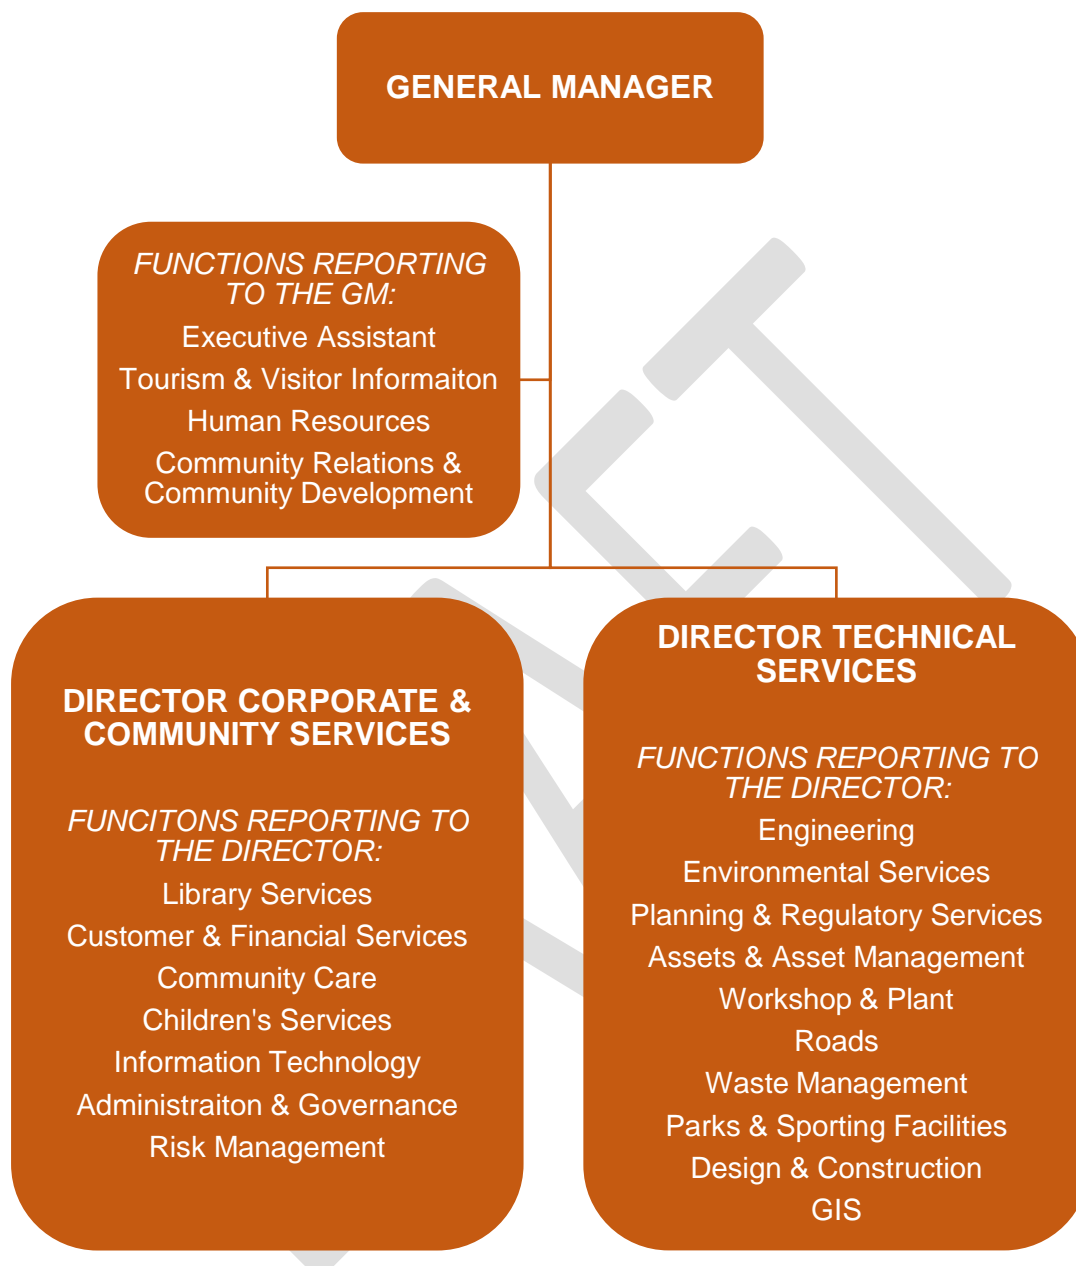 GENERAL MANAGER
FUNCTIONS REPORTING
TO THE GM:
Executive Assistant
Tourism & Visitor Informaiton
Human Resources
Community Relations &
Community Development
DIRECTOR CORPORATE &
COMMUNITY SERVICES
FUNCITONS REPORTING TO
THE DIRECTOR:
Library Services
Customer & Financial Services
Community Care
Children's Services
Information Technology
Administraiton & Governance
Risk Management
DIRECTOR TECHNICAL
SERVICES
FUNCTIONS REPORTING TO
THE DIRECTOR:
Engineering
Environmental Services
Planning & Regulatory Services
Assets & Asset Management
Workshop & Plant
Roads
Waste Management
Parks & Sporting Facilities
Design & Construction
GIS